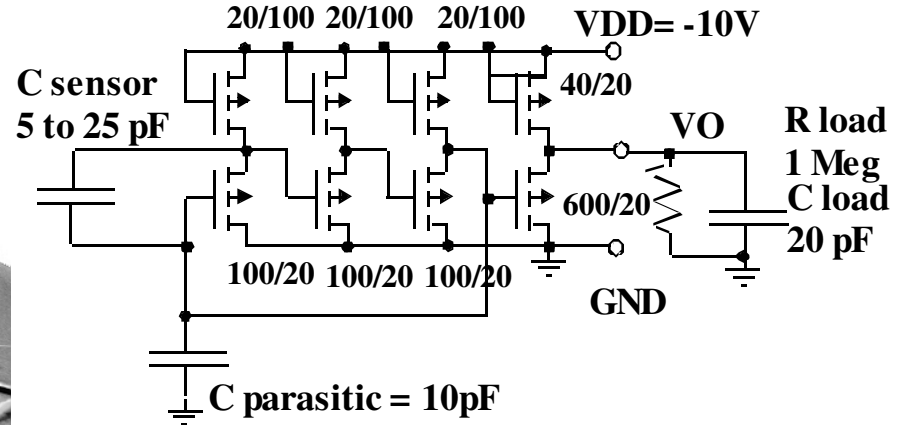 20/100 20/100 20/100
VDD= -10V
C sensor
5 to 25 pF
40/20
VO
R load
1 Meg
C load
20 pF
600/20
100/20 100/20 100/20
GND
C parasitic = 10pF